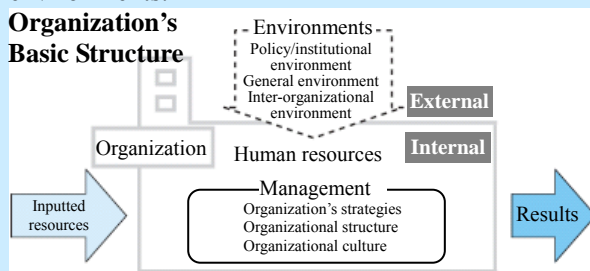 Organization's
Basic Structure
Environments
Policy/institutional
environment
General environment
Inter-organizational
environment
External
Organization
Human resources
Internal
Management
Organization's strategies
Organizational structure
Organizational culture
Inputted
resources
Results